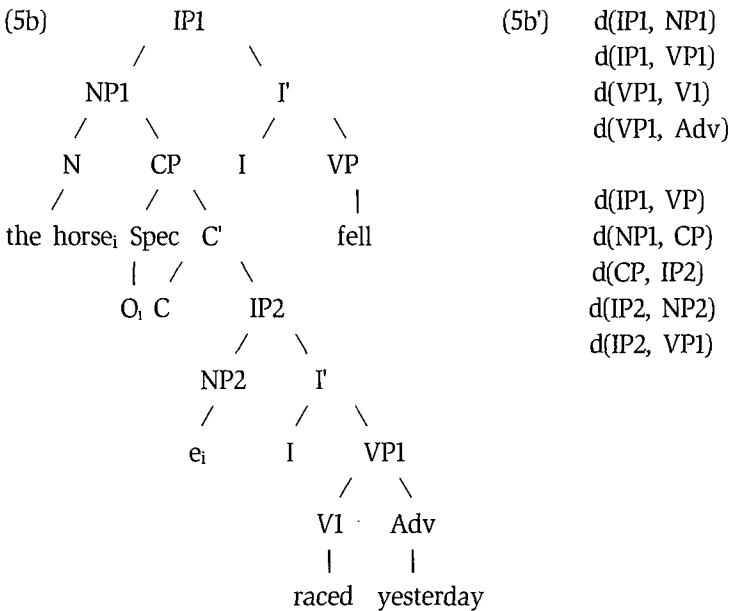 (5b) IP1 (5b') d(IP1, NP1)
d(IP1, VP1)
NP1 I' d(VP1, V1)
d(VP1, Adv)
N CP I VP
d(IP1, VP)
the horseᵢ Spec C' fell d(NP1, CP)
d(CP, IP2)
Oᵢ C IP2 d(IP2, NP2)
d(IP2, VP1)
NP2 I'
eᵢ I VP1
V1 Adv
raced yesterday